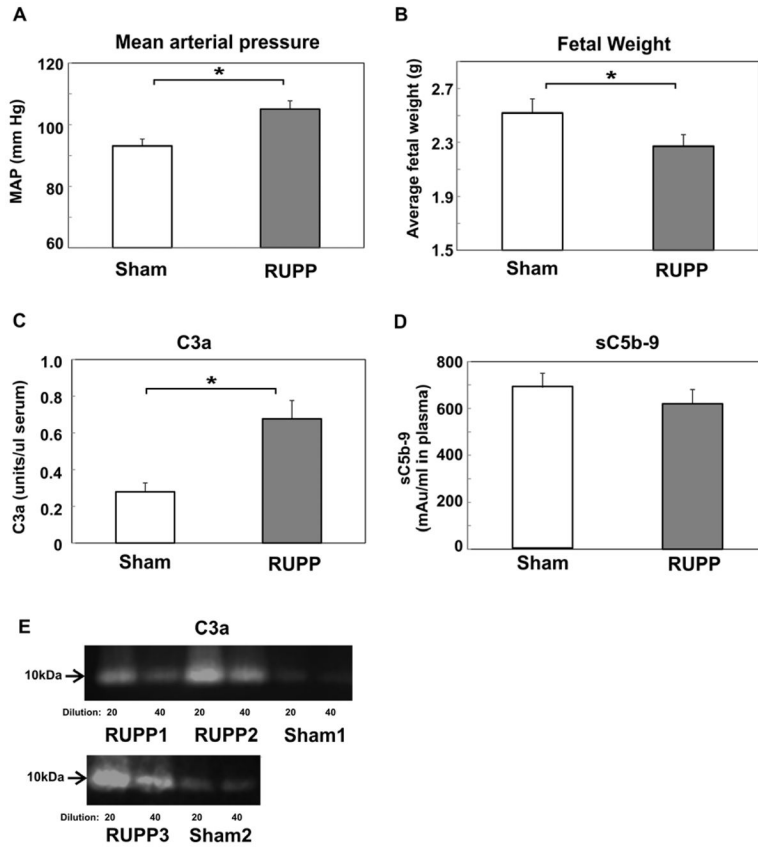 A
Mean arterial pressure
MAP (mm Hg)
120
100
80
60
*
Sham RUPP
B
Fetal Weight
Average fetal weight (g)
2.7
2.3
1.9
1.5
*
Sham RUPP
C
C3a
C3a (units/ul serum)
1.0
0.8
0.6
0.4
0.2
0
*
Sham RUPP
D
sC5b-9
sC5b-9
(mAu/ml in plasma)
800
600
400
200
0
Sham RUPP
E
C3a
10kDa
Dilution: 20 40 20 40 20 40
RUPP1 RUPP2 Sham1
10kDa
Dilution: 20 40 20 40
RUPP3 Sham2